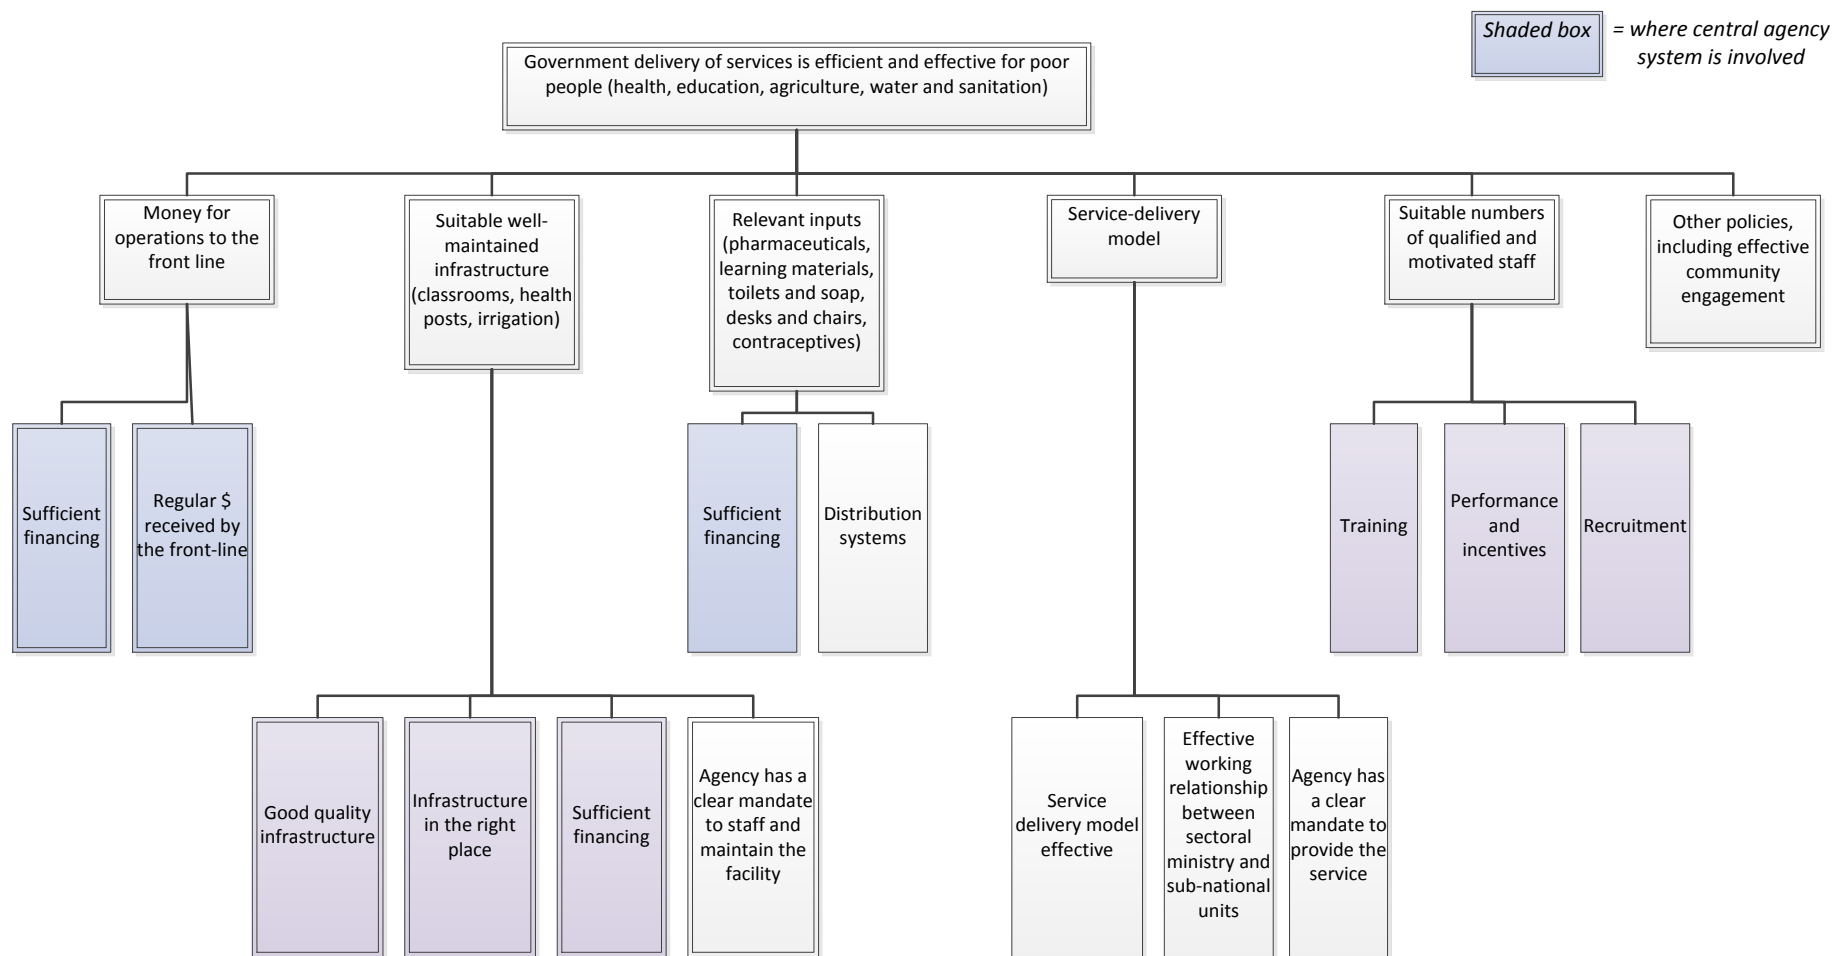 Shaded box
= where central agency
system is involved
Government delivery of services is efficient and effective for poor
people (health, education, agriculture, water and sanitation)
Money for
operations to the
front line
Suitable well-
maintained
infrastructure
(classrooms, health
posts, irrigation)
Relevant inputs
(pharmaceuticals,
learning materials,
toilets and soap,
desks and chairs,
contraceptives)
Service-delivery
model
Suitable numbers
of qualified and
motivated staff
Other policies,
including effective
community
engagement
Sufficient
financing
Regular $
received by
the front-line
Sufficient
financing
Distribution
systems
Training
Performance
and
incentives
Recruitment
Good quality
infrastructure
Infrastructure
in the right
place
Sufficient
financing
Agency has a
clear mandate
to staff and
maintain the
facility
Service
delivery model
effective
Effective
working
relationship
between
sectoral
ministry and
sub-national
units
Agency has
a clear
mandate to
provide the
service